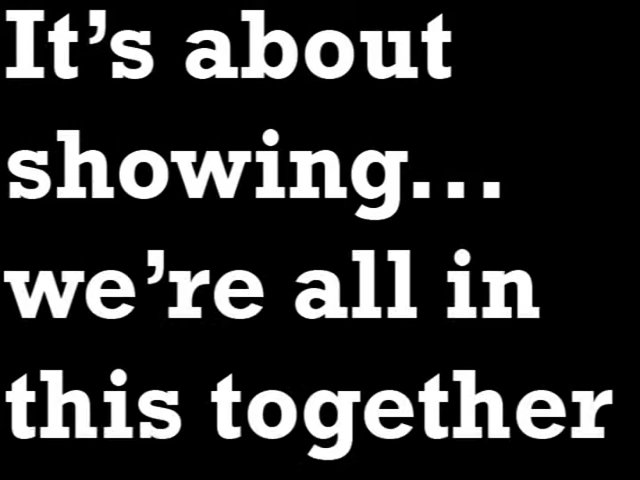 It’s about
showing...
we’re all in
this together